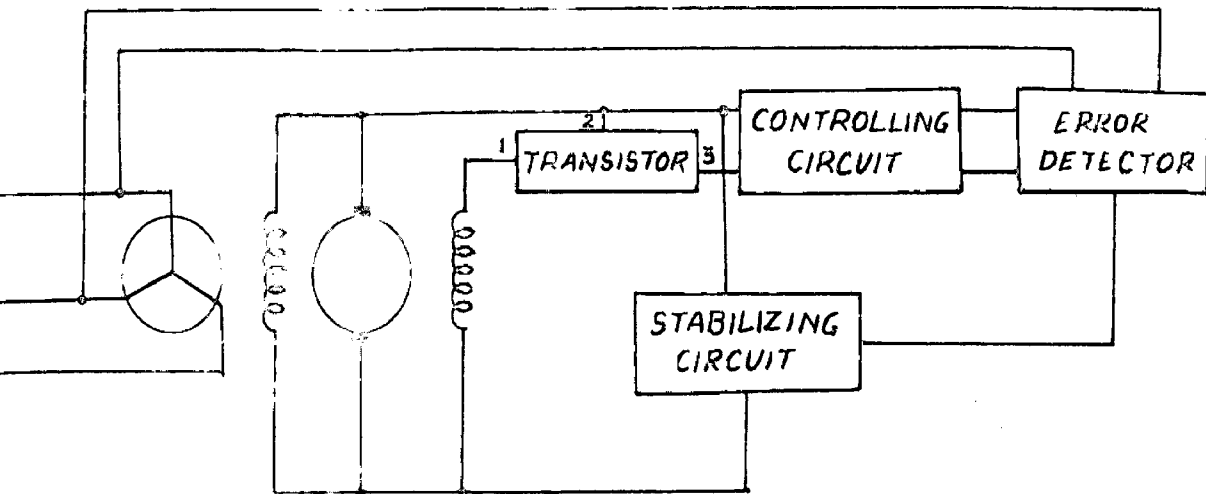 CONTROLLING
CIRCUIT
ERROR
DETECTOR
2
1
TRANSISTOR
3
STABILIZING
CIRCUIT